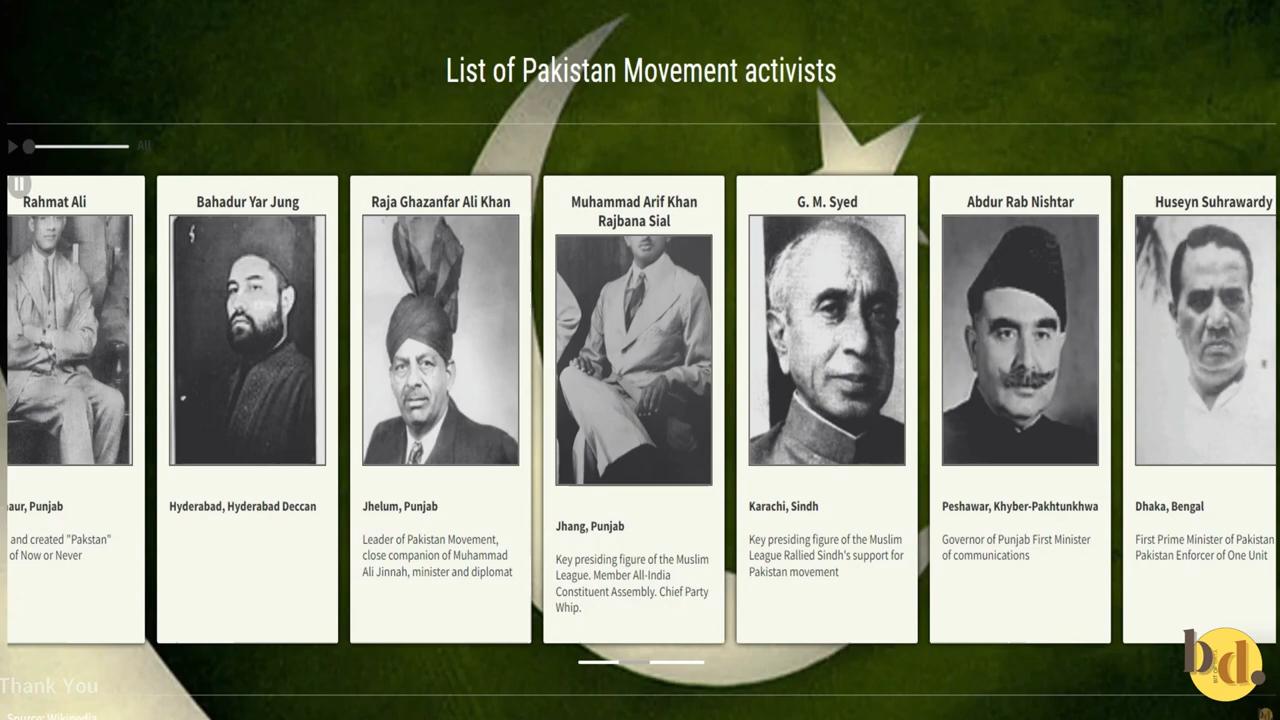 List of Pakistan Movement activists
All
Rahmat Ali
aur, Punjab
and created "Pakstan"
of Now or Never
Bahadur Yar Jung
Hyderabad, Hyderabad Deccan
Raja Ghazanfar Ali Khan
Jhelum, Punjab
Leader of Pakistan Movement,
close companion of Muhammad
Ali Jinnah, minister and diplomat
Muhammad Arif Khan
Rajbana Sial
Jhang, Punjab
Key presiding figure of the Muslim
League. Member All-India
Constituent Assembly. Chief Party
Whip.
G. M. Syed
Karachi, Sindh
Key presiding figure of the Muslim
League Rallied Sindh's support for
Pakistan movement
Abdur Rab Nishtar
Peshawar, Khyber-Pakhtunkhwa
Governor of Punjab First Minister
of communications
Huseyn Suhrawardy
Dhaka, Bengal
First Prime Minister of Pakistan
Pakistan Enforcer of One Unit
Thank You
Source: Wikipedia
bd.